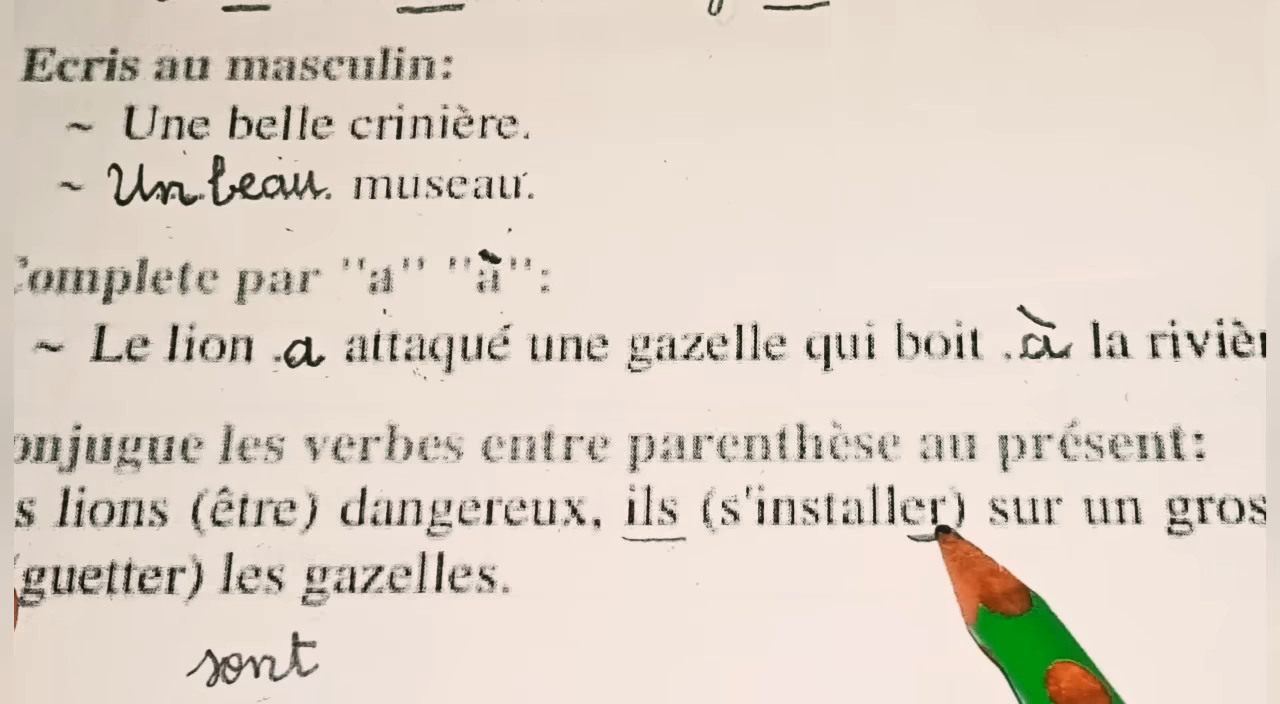 Ecris au masculin:
~ Une belle crinière.
~ Un beau museau.
omplete par "a" "à":
~ Le lion a attaqué une gazelle qui boit à la riviè
onjugue les verbes entre parenthèse au présent:
s lions (être) dangereux, ils (s'installer) sur un gros
(guetter) les gazelles.
sont